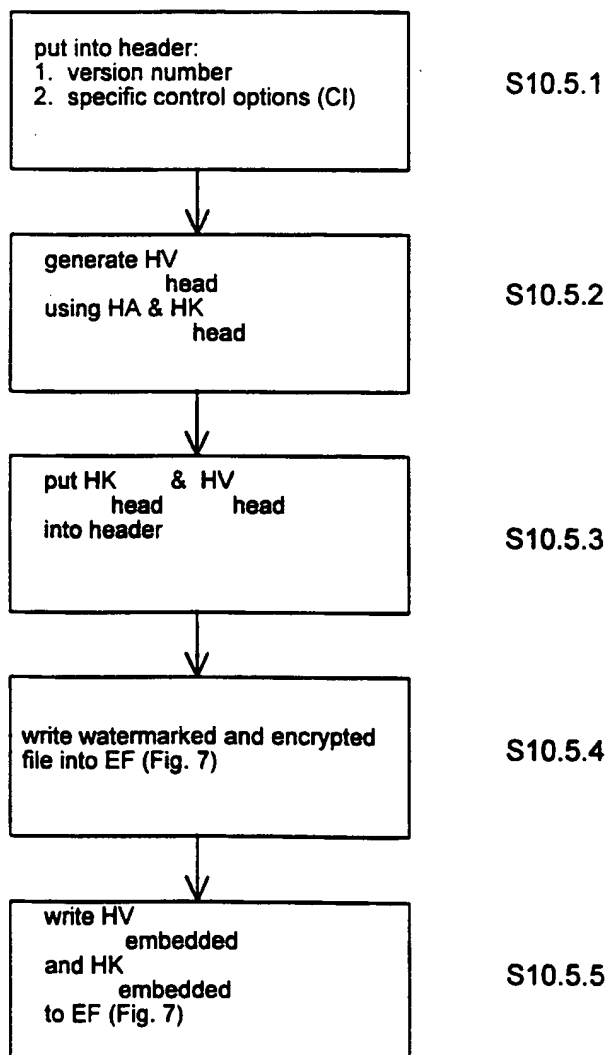 put into header:
1. version number
2. specific control options (CI)
S10.5.1
generate HV
head
using HA & HK
head
S10.5.2
put HK & HV
head head
into header
S10.5.3
write watermarked and encrypted
file into EF (Fig. 7)
S10.5.4
write HV
embedded
and HK
embedded
to EF (Fig. 7)
S10.5.5